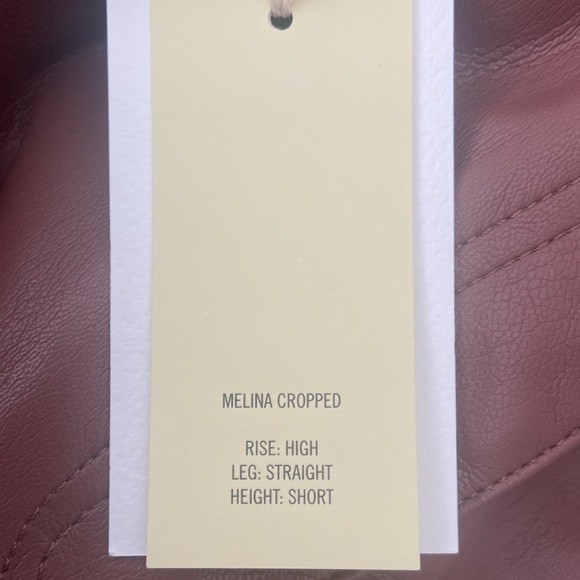 MELINA CROPPED
RISE: HIGH
LEG: STRAIGHT
HEIGHT: SHORT